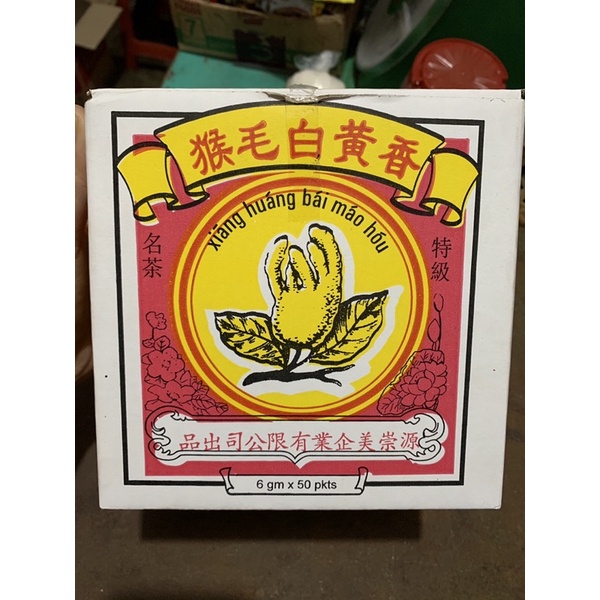 香黃白毛猴
xiāng huáng bái máo hóu
特級
名茶
源崇美企業有限公司出品
6 gm x 50 pkts